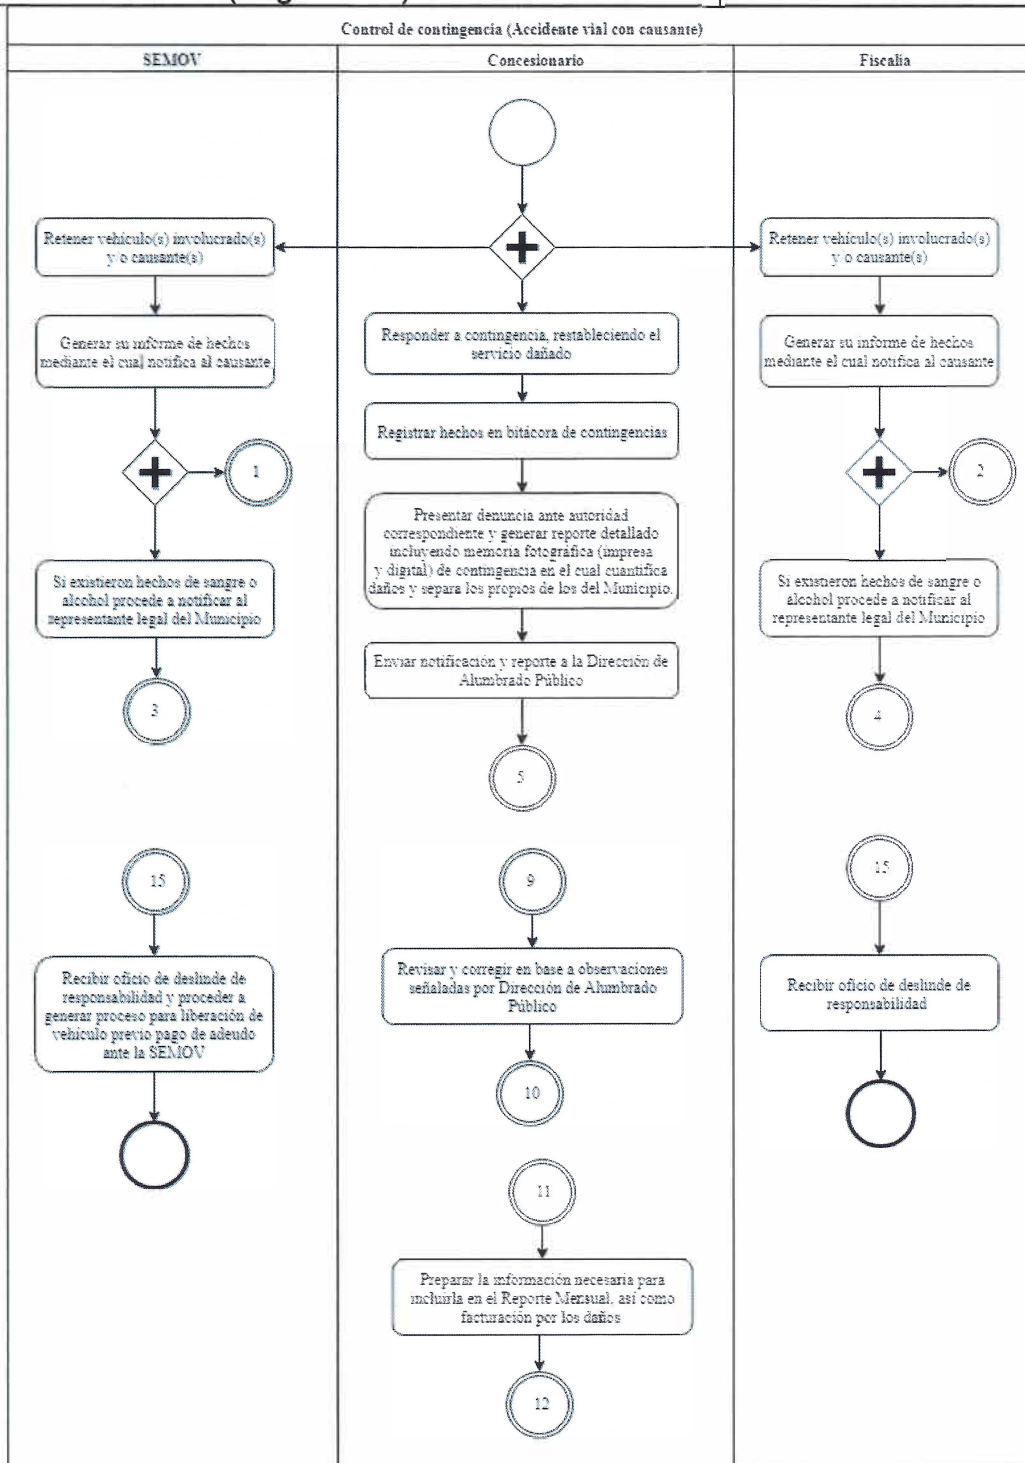 Control de contingencia (Accidente vial con causante)
SEMOV
Concesionario
Fiscalía
Retener vehículo(s) involucrado(s)
y o causante(s)
Retener vehículo(s) involucrado(s)
y o causante(s)
Responder a contingencia, restableciendo el
servicio dañado
Generar su informe de hechos
mediante el cual notifica al causante
Generar su informe de hechos
mediante el cual notifica al causante
Registrar hechos en bitácora de contingencias
1
2
Presentar denuncia ante autoridad
correspondiente y generar reporte detallado
incluyendo memoria fotográfica (impresa
y digital) de contingencia en el cual cuantifica
daños y separa los propios de los del Municipio.
Si existieron hechos de sangre o
alcohol procede a notificar al
representante legal del Municipio
Si existieron hechos de sangre o
alcohol procede a notificar al
representante legal del Municipio
Enviar notificación y reporte a la Dirección de
Alumbrado Público
3
4
5
15
9
15
Recibir oficio de deslinde de
responsabilidad y proceder a
generar proceso para liberación de
vehículo previo pago de adeudo
ante la SEMOV
Revisar y corregir en base a observaciones
señaladas por Dirección de Alumbrado
Público
Recibir oficio de deslinde de
responsabilidad
10
11
Preparar la información necesaria para
incluirla en el Reporte Mensual, así como
facturación por los daños
12